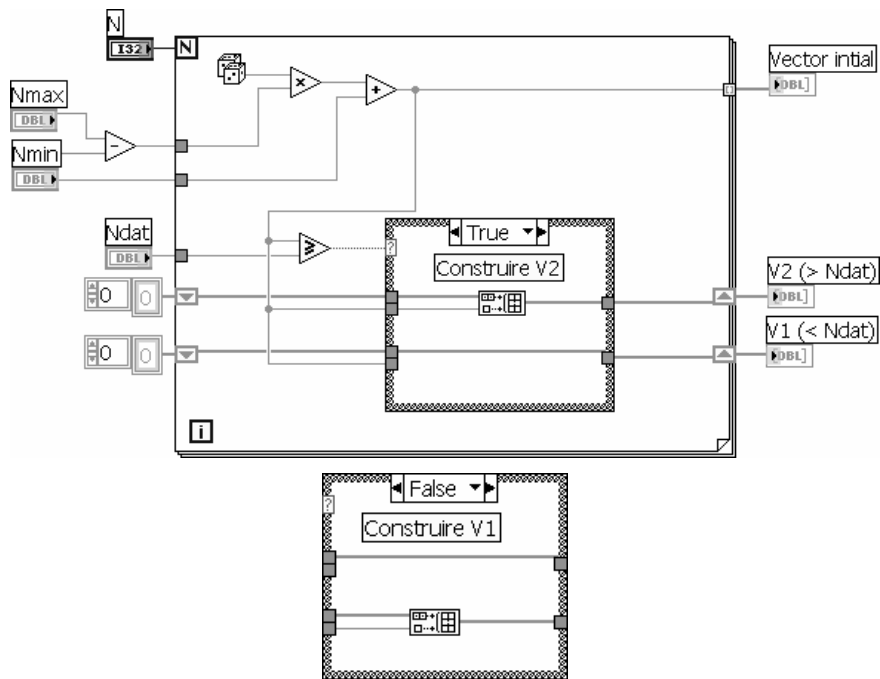 N
I32
N
Nmax
DBL
Nmin
DBL
Vector intial
DBL]
Ndat
DBL
True
?
Construire V2
0
0
0
0
V2 (> Ndat)
DBL]
V1 (< Ndat)
DBL]
i
False
?
Construire V1